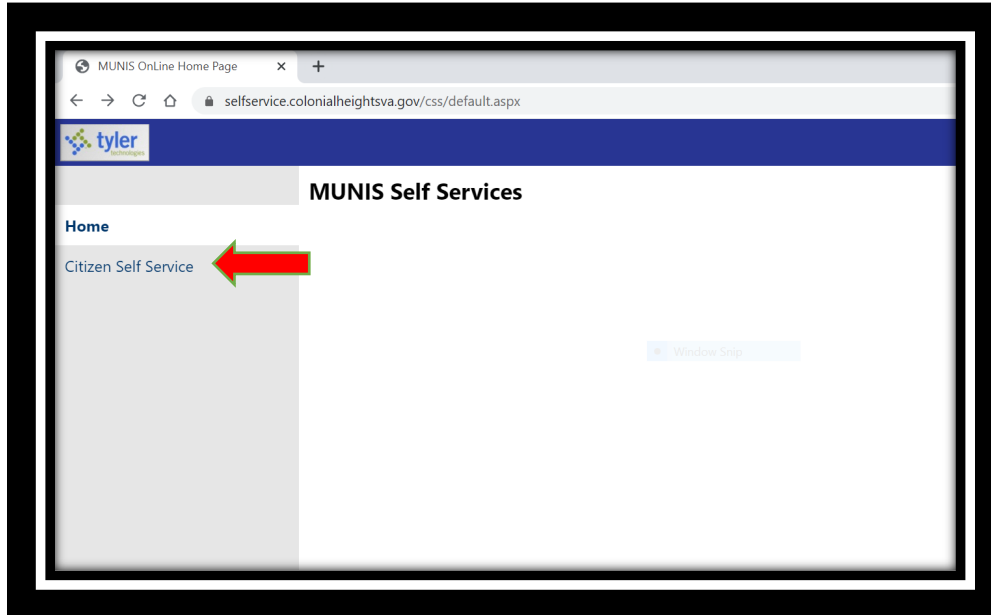 MUNIS OnLine Home Page
selfservice.colonialheightsva.gov/css/default.aspx
tyler
technologies
MUNIS Self Services
Home
Citizen Self Service
Window Snip